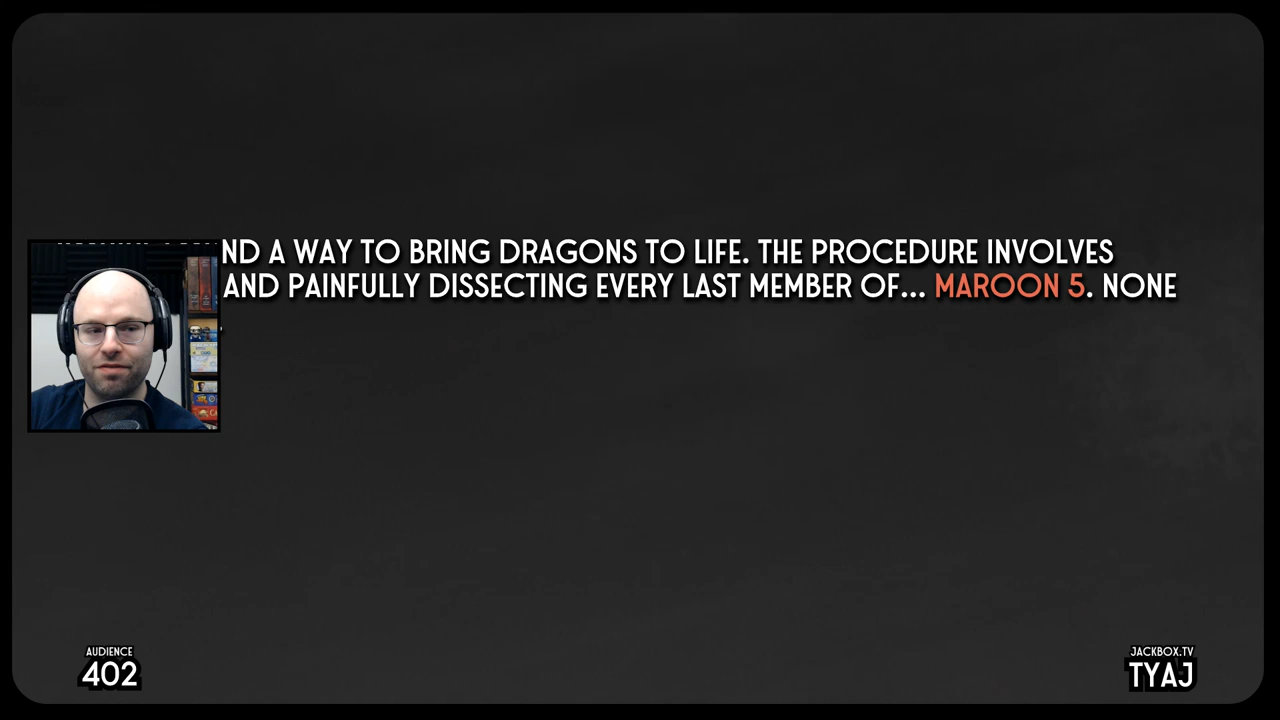 ND A WAY TO BRING DRAGONS TO LIFE. THE PROCEDURE INVOLVES
AND PAINFULLY DISSECTING EVERY LAST MEMBER OF... MAROON 5. NONE
AUDIENCE
402
JACKBOX.TV
TYAJ